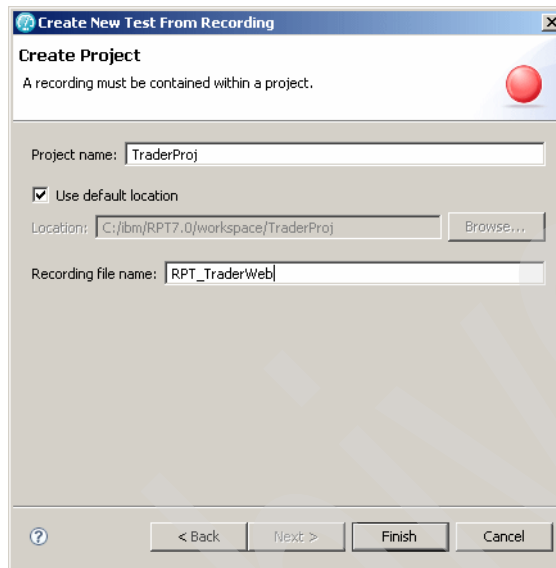 Create New Test From Recording
Create Project
A recording must be contained within a project.
Project name: TraderProj
Use default location
Location: C:/ibm/RPT7.0/workspace/TraderProj Browse...
Recording file name: RPT_TraderWeb
? < Back Next > Finish Cancel